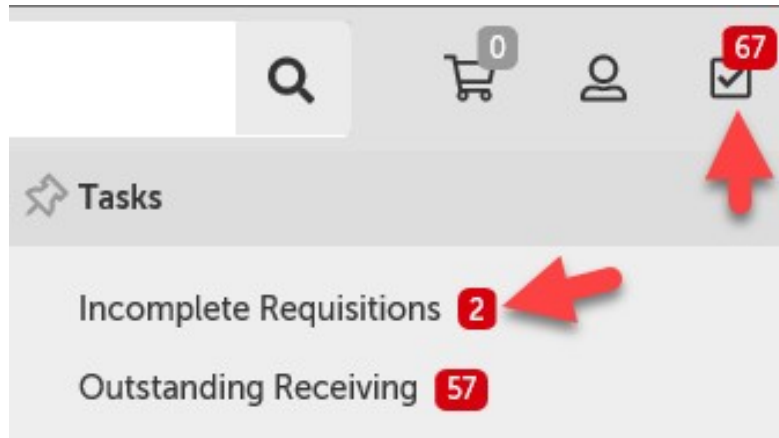 0
67
Tasks
Incomplete Requisitions 2
Outstanding Receiving 57